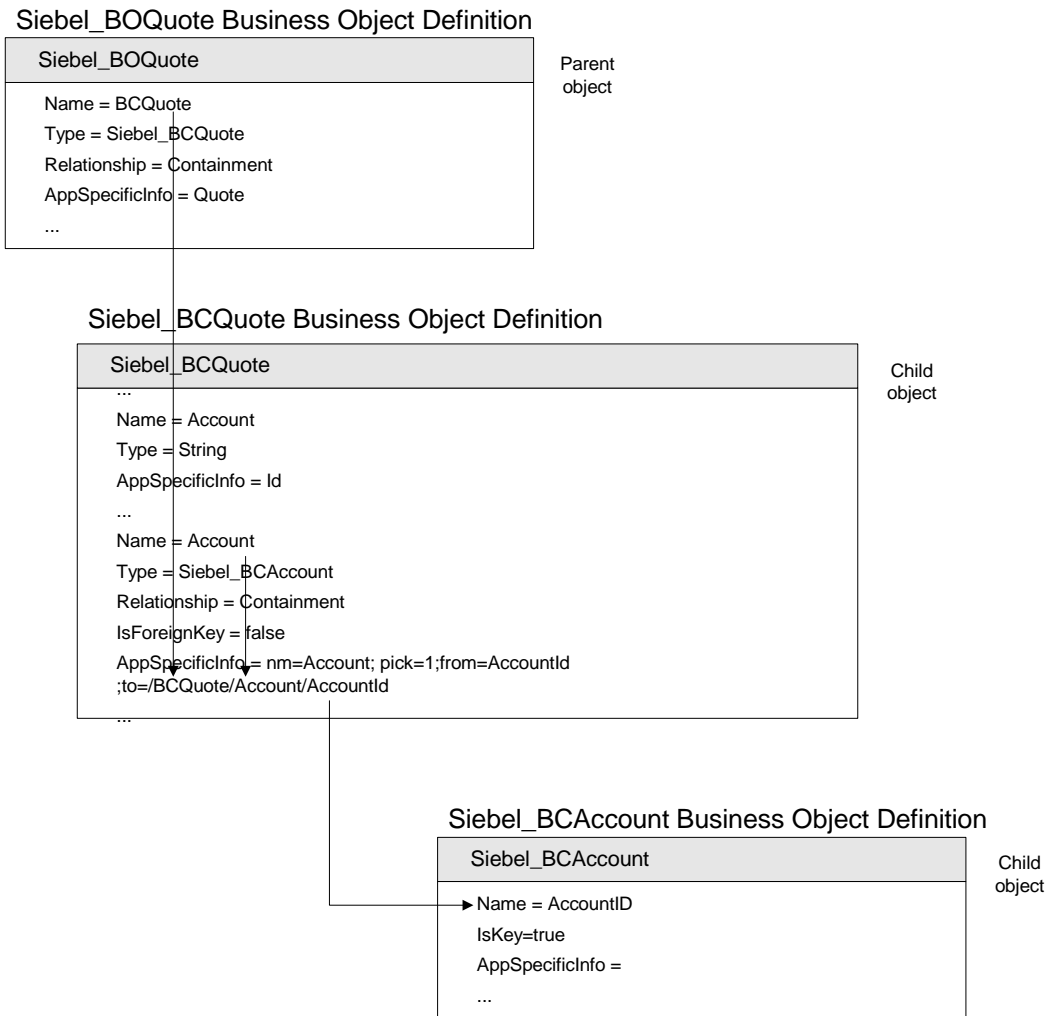 Siebel_BOQuote Business Object Definition
Siebel_BOQuote
Parent
object
Name = BCQuote
Type = Siebel_BCQuote
Relationship = Containment
AppSpecificInfo = Quote
...
Siebel_BCQuote Business Object Definition
Siebel_BCQuote
Child
object
...
Name = Account
Type = String
AppSpecificInfo = Id
...
Name = Account
Type = Siebel_BCAccount
Relationship = Containment
IsForeignKey = false
AppSpecificInfo = nm=Account; pick=1;from=AccountId
;to=/BCQuote/Account/AccountId
...
Siebel_BCAccount Business Object Definition
Siebel_BCAccount
Child
object
Name = AccountID
IsKey=true
AppSpecificInfo =
...